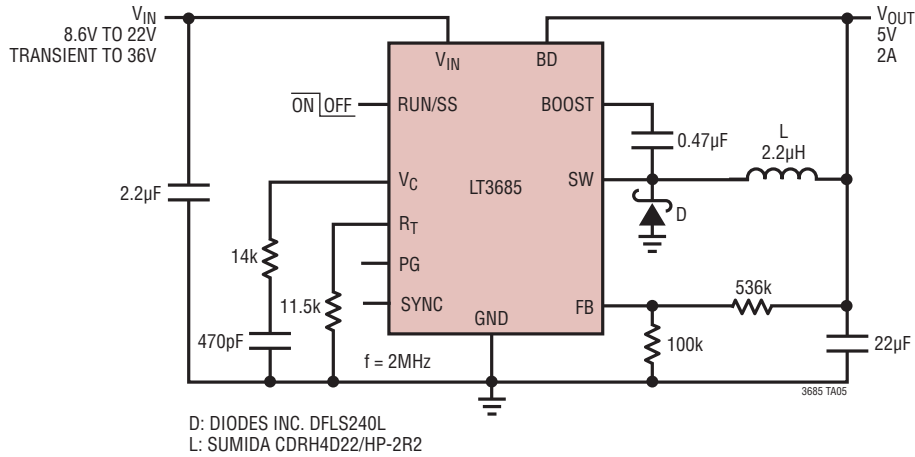 VIN
8.6V TO 22V
TRANSIENT TO 36V
VOUT
5V
2A
VIN
BD
ON OFF
RUN/SS
BOOST
0.47µF
L
2.2µH
VC
LT3685
SW
2.2µF
RT
D
14k
PG
536k
11.5k
SYNC
FB
GND
470pF
f = 2MHz
100k
22µF
3685 TA05
D: DIODES INC. DFLS240L
L: SUMIDA CDRH4D22/HP-2R2